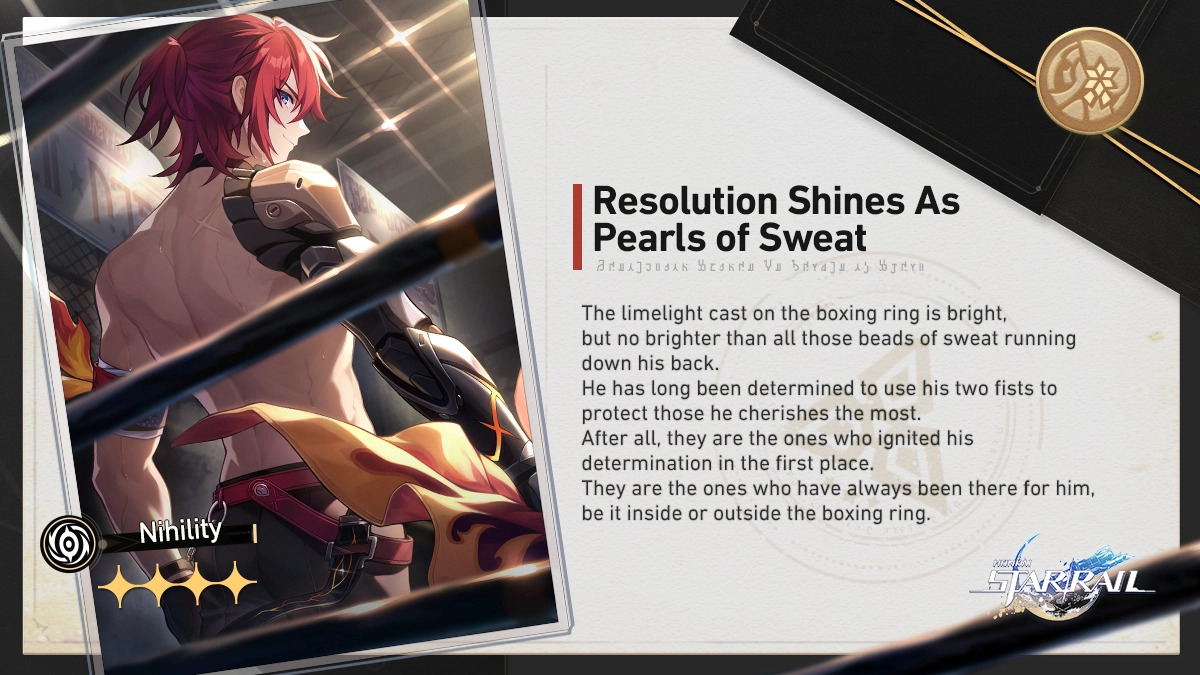 Resolution Shines As
Pearls of Sweat
The limelight cast on the boxing ring is bright,
but no brighter than all those beads of sweat running
down his back.
He has long been determined to use his two fists to
protect those he cherishes the most.
After all, they are the ones who ignited his
determination in the first place.
They are the ones who have always been there for him,
be it inside or outside the boxing ring.
Nihility
HONKAI
STAR RAIL